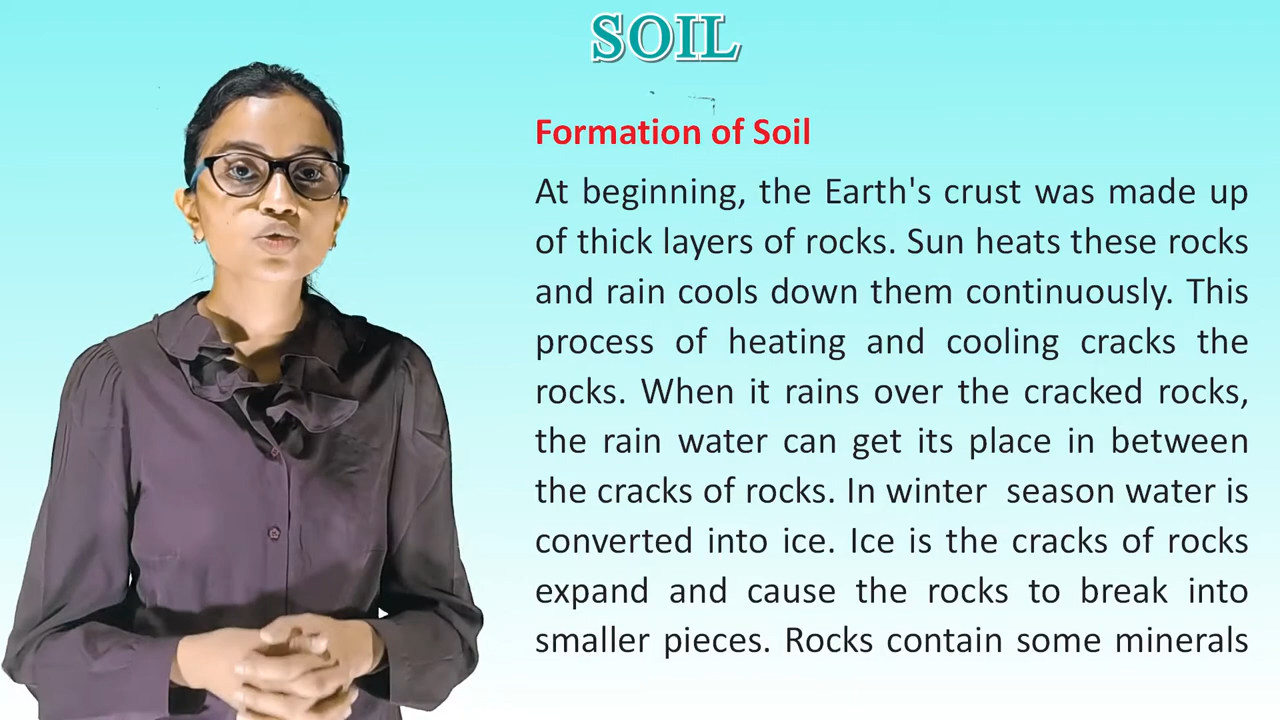 SOIL
Formation of Soil
At beginning, the Earth's crust was made up
of thick layers of rocks. Sun heats these rocks
and rain cools down them continuously. This
process of heating and cooling cracks the
rocks. When it rains over the cracked rocks,
the rain water can get its place in between
the cracks of rocks. In winter season water is
converted into ice. Ice is the cracks of rocks
expand and cause the rocks to break into
smaller pieces. Rocks contain some minerals